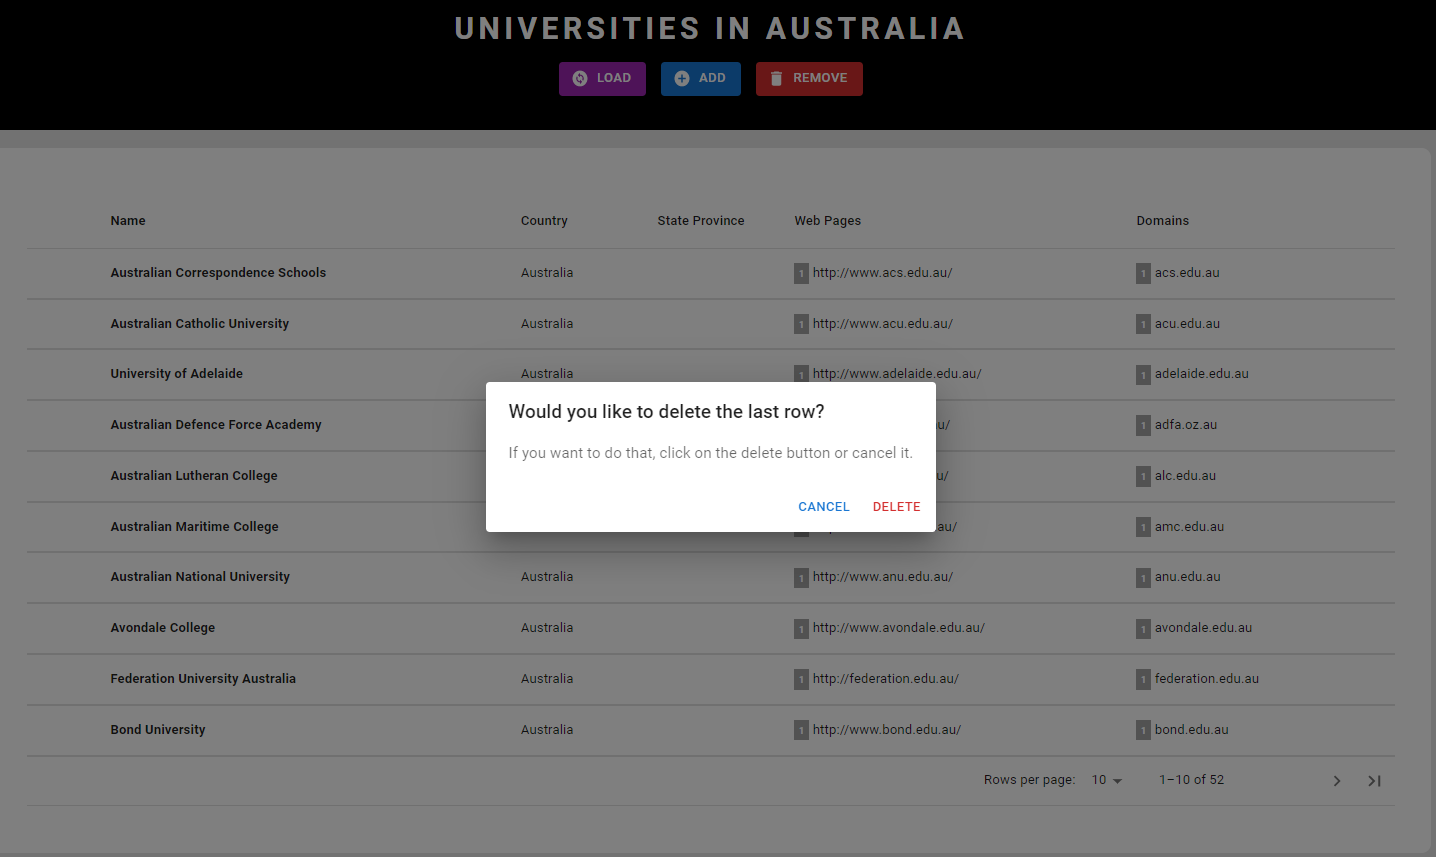 UNIVERSITIES IN AUSTRALIA
LOAD ADD REMOVE
Name Country State Province Web Pages Domains
Australian Correspondence Schools Australia 1 http://www.acs.edu.au/ 1 acs.edu.au
Australian Catholic University Australia 1 http://www.acu.edu.au/ 1 acu.edu.au
University of Adelaide Australia 1 http://www.adelaide.edu.au/ 1 adelaide.edu.au
Would you like to delete the last row?
If you want to do that, click on the delete button or cancel it.
CANCEL DELETE
Australian Defence Force Academy u/ 1 adfa.oz.au
Australian Lutheran College u/ 1 alc.edu.au
Australian Maritime College au/ 1 amc.edu.au
Australian National University Australia 1 http://www.anu.edu.au/ 1 anu.edu.au
Avondale College Australia 1 http://www.avondale.edu.au/ 1 avondale.edu.au
Federation University Australia Australia 1 http://federation.edu.au/ 1 federation.edu.au
Bond University Australia 1 http://www.bond.edu.au/ 1 bond.edu.au
Rows per page: 10 1–10 of 52